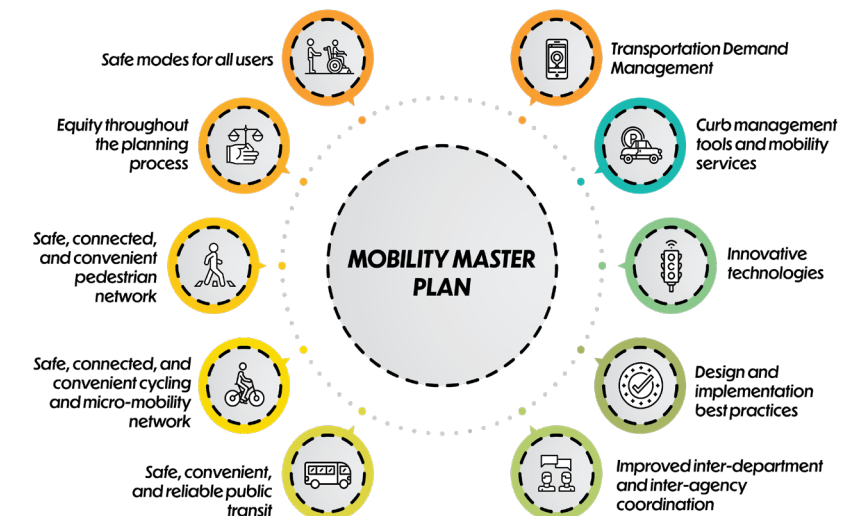 Safe modes for all users
Equity throughout
the planning
process
Safe, connected,
and convenient
pedestrian
network
Safe, connected, and
convenient cycling
and micro-mobility
network
Safe, convenient,
and reliable public
transit
MOBILITY MASTER
PLAN
Transportation Demand
Management
P
Curb management
tools and mobility
services
Innovative
technologies
Design and
implementation
best practices
Improved inter-department
and inter-agency
coordination